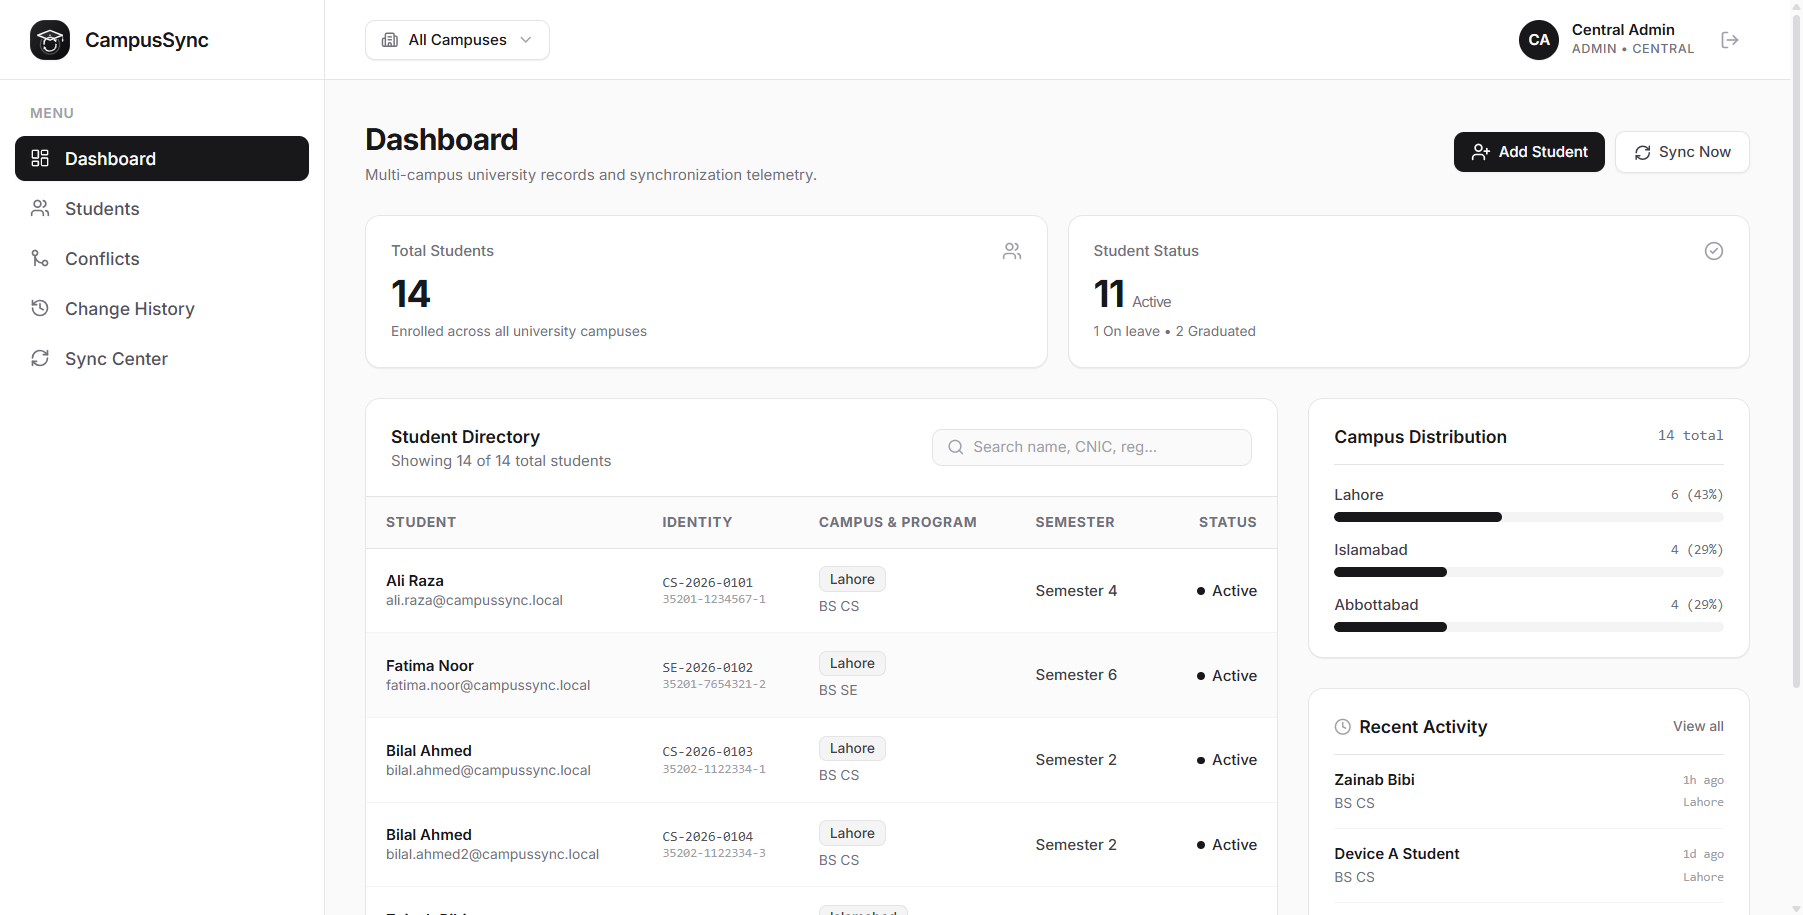 CampusSync
All Campuses
CA
Central Admin
ADMIN • CENTRAL
MENU
Dashboard
Students
Conflicts
Change History
Sync Center
Dashboard
Multi-campus university records and synchronization telemetry.
Add Student
Sync Now
Total Students
14
Enrolled across all university campuses
Student Status
11 Active
1 On leave • 2 Graduated
Student Directory
Showing 14 of 14 total students
Search name, CNIC, reg...
STUDENT IDENTITY CAMPUS & PROGRAM SEMESTER STATUS
Ali Raza
ali.raza@campussync.local
CS-2026-0101
35201-1234567-1
Lahore
BS CS
Semester 4
Active
Fatima Noor
fatima.noor@campussync.local
SE-2026-0102
35201-7654321-2
Lahore
BS SE
Semester 6
Active
Bilal Ahmed
bilal.ahmed@campussync.local
CS-2026-0103
35202-1122334-1
Lahore
BS CS
Semester 2
Active
Bilal Ahmed
bilal.ahmed2@campussync.local
CS-2026-0104
35202-1122334-3
Lahore
BS CS
Semester 2
Active
Campus Distribution
14 total
Lahore 6 (43%)
Islamabad 4 (29%)
Abbottabad 4 (29%)
Recent Activity
View all
Zainab Bibi
BS CS
1h ago
Lahore
Device A Student
BS CS
1d ago
Lahore